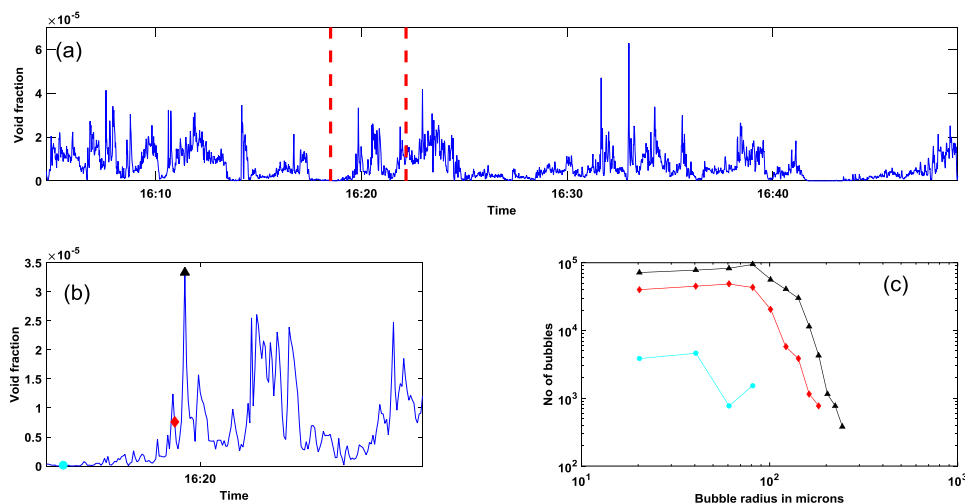 ×10⁻⁵
(a)
6
4
2
0
Void fraction
16:10
16:20
16:30
16:40
Time
×10⁻⁵
(b)
3.5
3
2.5
2
1.5
1
0.5
0
Void fraction
16:20
Time
(c)
10⁵
10⁴
10³
10²
No of bubbles
10¹
10²
10³
Bubble radius in microns